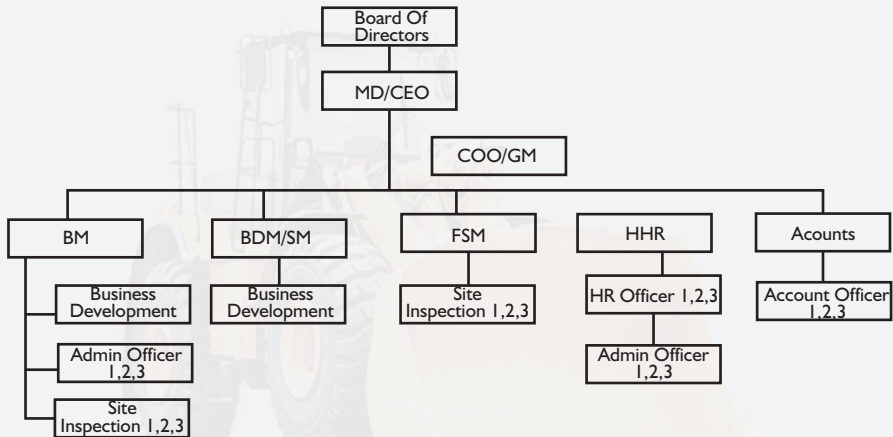 Board Of
Directors
MD/CEO
COO/GM
BM
BDM/SM
FSM
HHR
Acounts
Business
Development
Business
Development
Site
Inspection 1,2,3
HR Officer 1,2,3
Account Officer
1,2,3
Admin Officer
1,2,3
Admin Officer
1,2,3
Site
Inspection 1,2,3